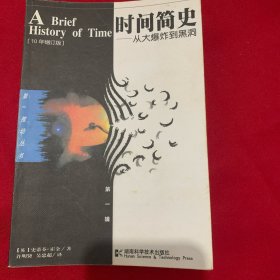 A Brief
History of Time
[10年增订版]
时间简史
——从大爆炸到黑洞
第一推动丛书
第一辑
[英]史蒂芬·霍金/著
许明贤 吴忠超/译
湖南科学技术出版社
Hunan Science & Technology Press